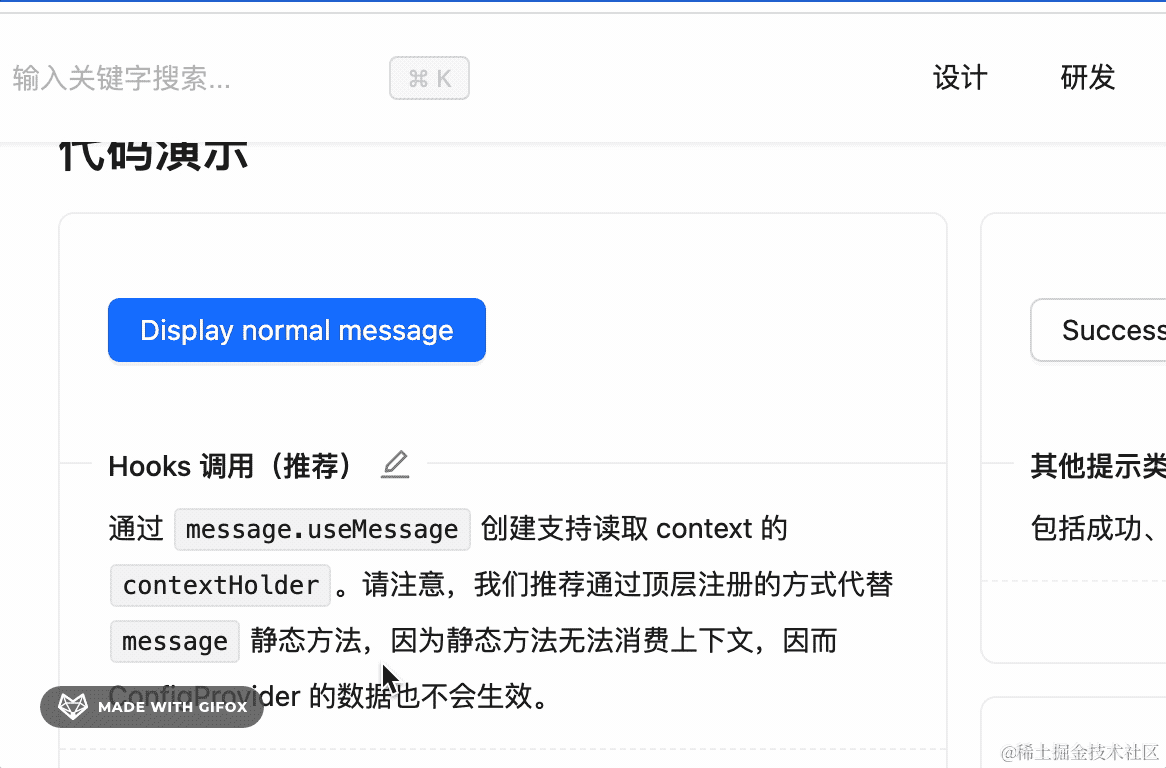 输入关键字搜索...
⌘ K
设计
研发
代码演示
Display normal message
Success
Hooks 调用（推荐）
通过 message.useMessage 创建支持读取 context 的
contextHolder 。请注意，我们推荐通过顶层注册的方式代替
message 静态方法，因为静态方法无法消费上下文，因而
ConfigProvider 的数据也不会生效。
其他提示类
包括成功、
MADE WITH GIFOX
@稀土掘金技术社区